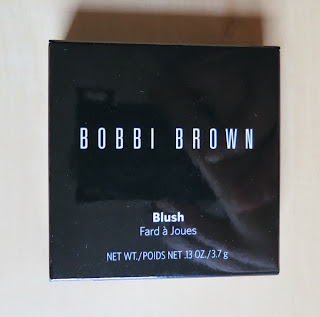 BOBBI BROWN
Blush
Fard à Joues
NET WT./POIDS NET .13 OZ./3.7 g